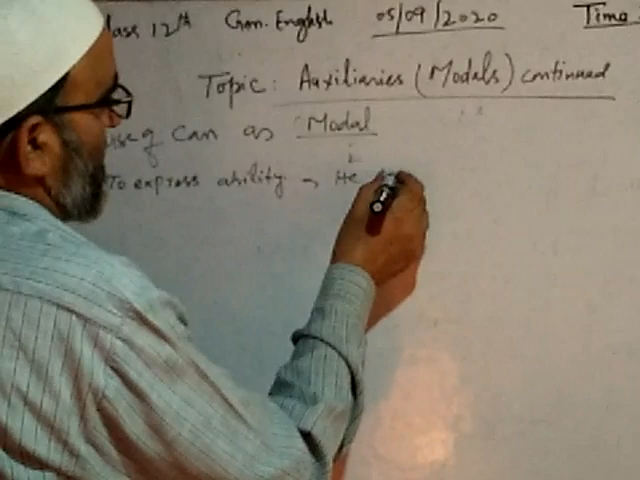 lass 12th Gen. English 05/09/2020 Time
Topic: Auxiliaries (Modals) continued
use of can as Modal
To express ability → He